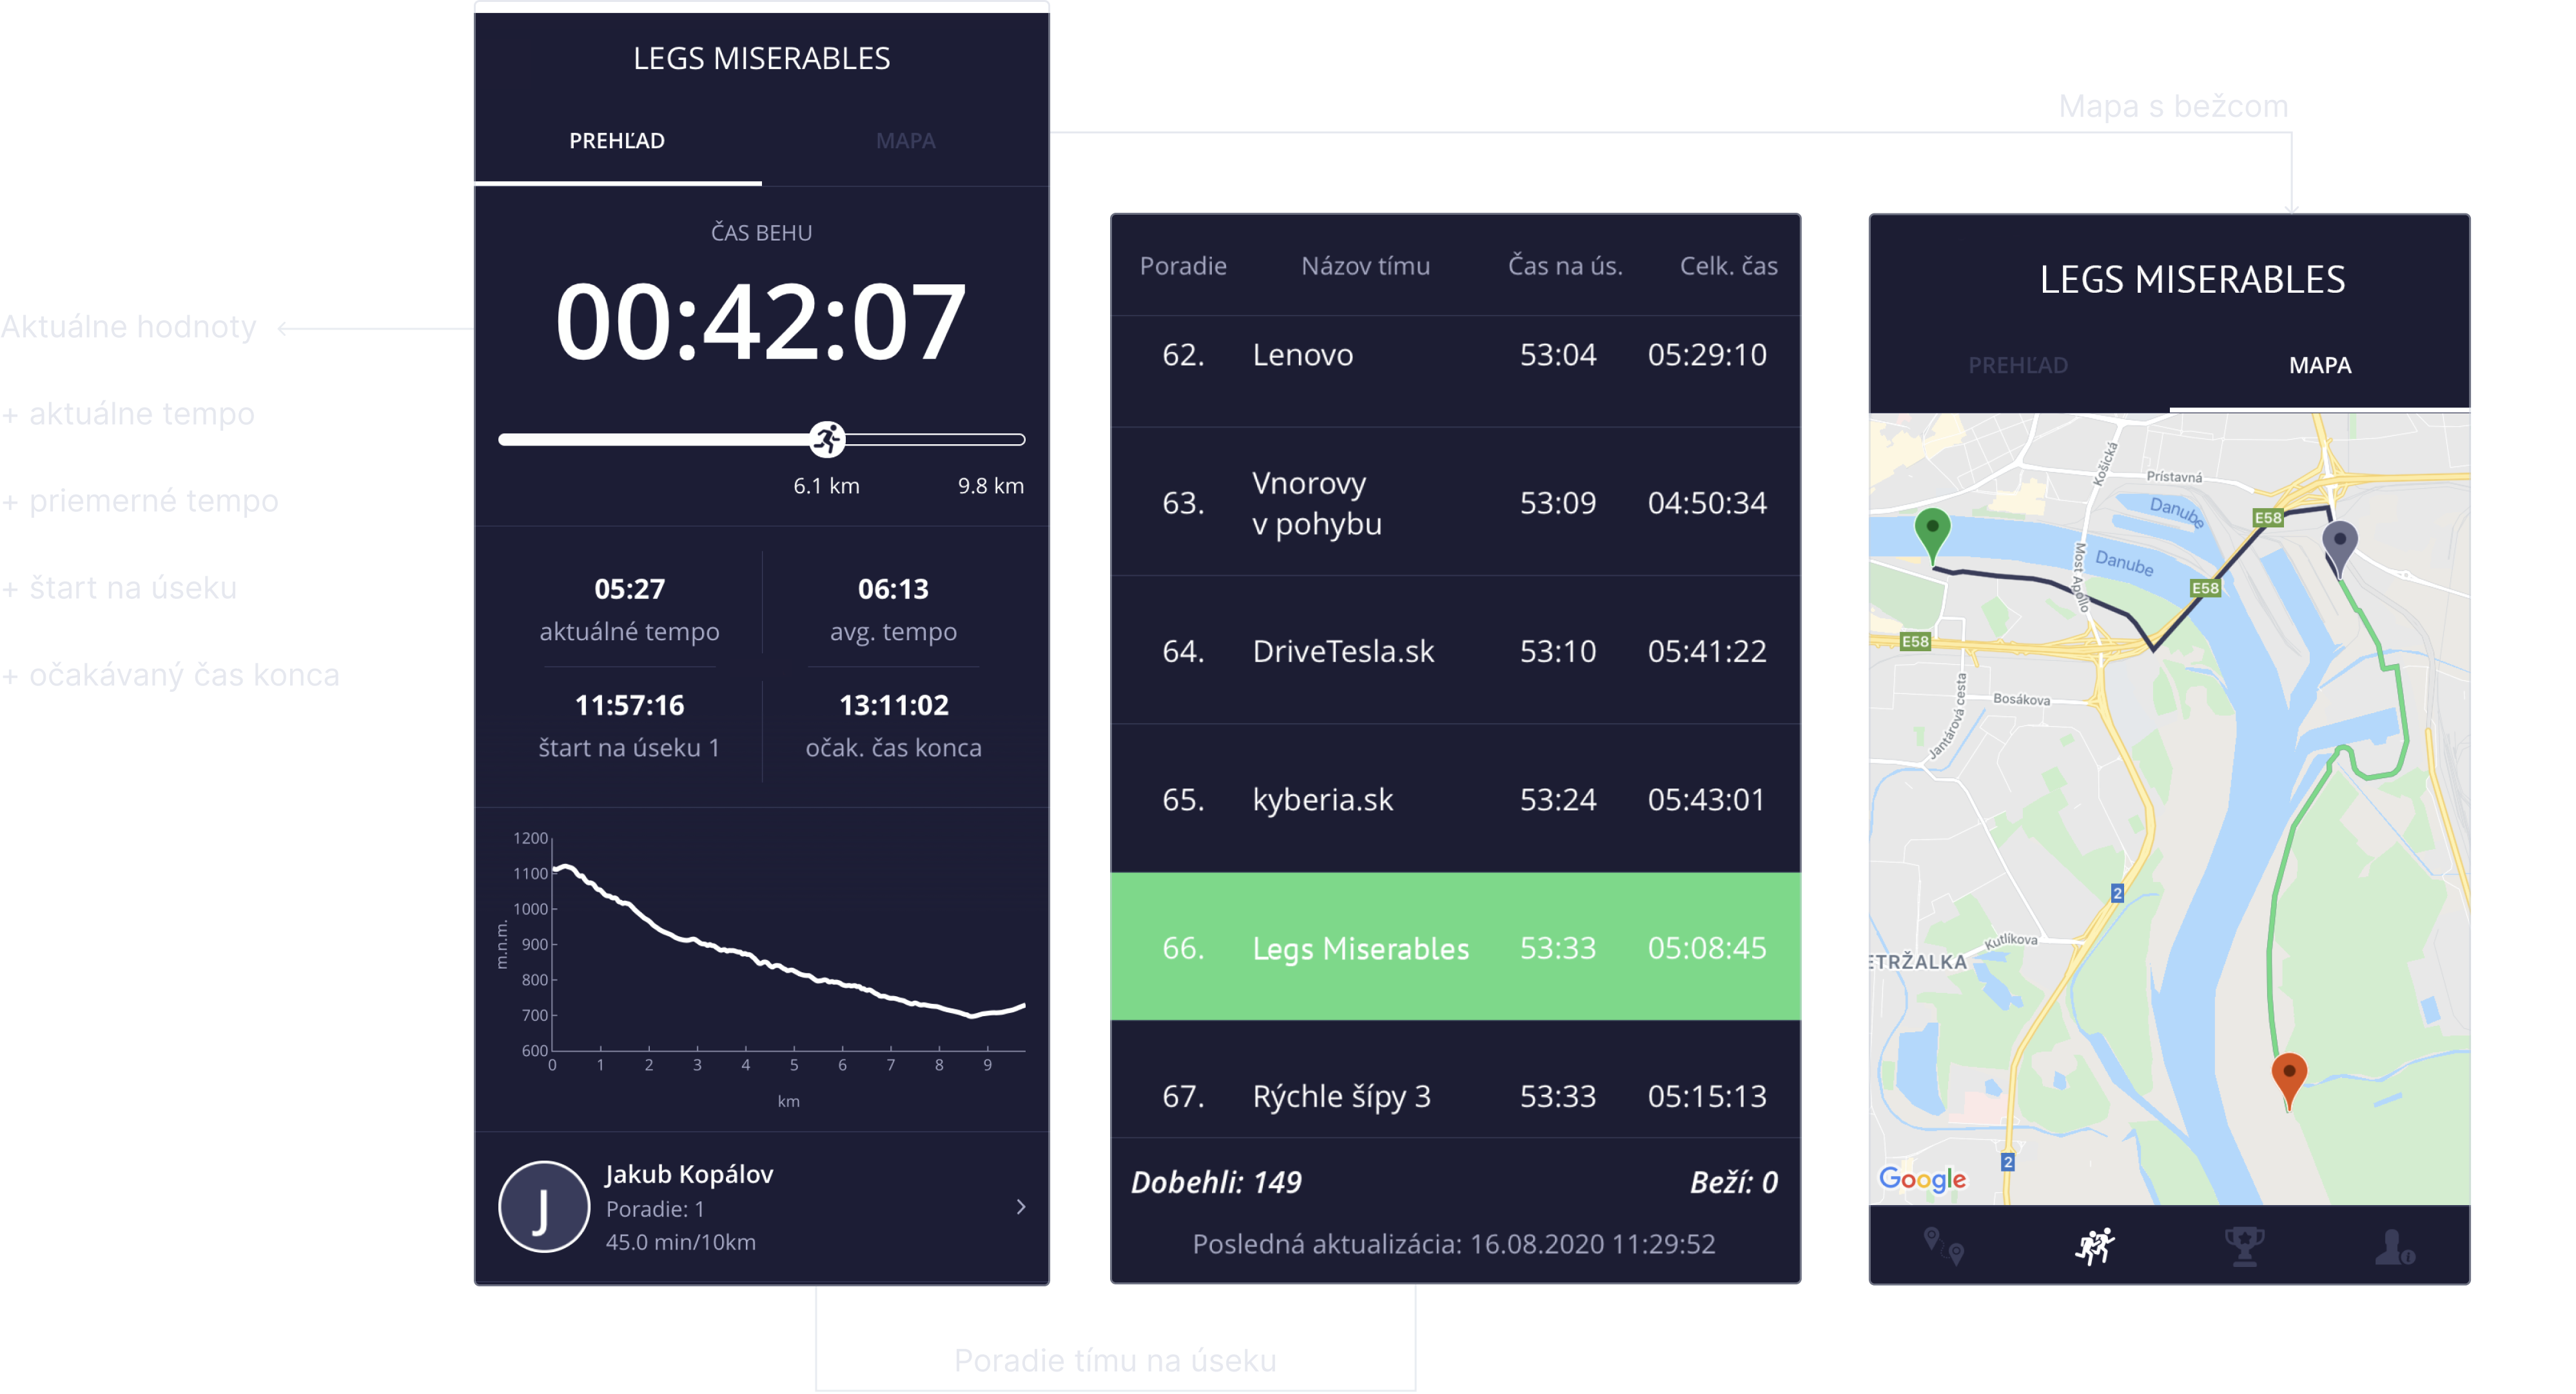 LEGS MISERABLES
PREHĽAD MAPA
ČAS BEHU
00:42:07
6.1 km 9.8 km
05:27 06:13
aktuálné tempo avg. tempo
11:57:16 13:11:02
štart na úseku 1 očak. čas konca
1200
1100
1000
900
800
700
600
m.n.m.
0 1 2 3 4 5 6 7 8 9
km
J
Jakub Kopálov
Poradie: 1
45.0 min/10km
Aktuálne hodnoty
+ aktuálne tempo
+ priemerné tempo
+ štart na úseku
+ očakávaný čas konca
Poradie Názov tímu Čas na ús. Celk. čas
62. Lenovo 53:04 05:29:10
63. Vnorovy
v pohybu 53:09 04:50:34
64. DriveTesla.sk 53:10 05:41:22
65. kyberia.sk 53:24 05:43:01
66. Legs Miserables 53:33 05:08:45
67. Rýchle šípy 3 53:33 05:15:13
Dobehli: 149 Beží: 0
Posledná aktualizácia: 16.08.2020 11:29:52
Poradie tímu na úseku
Mapa s bežcom
LEGS MISERABLES
PREHĽAD MAPA
Košická
Prístavná
Danube
E58
Most Apollo
Danube
E58
E58
Jantárová cesta
Bosákova
2
Kutlíkova
ETRŽALKA
2
Google